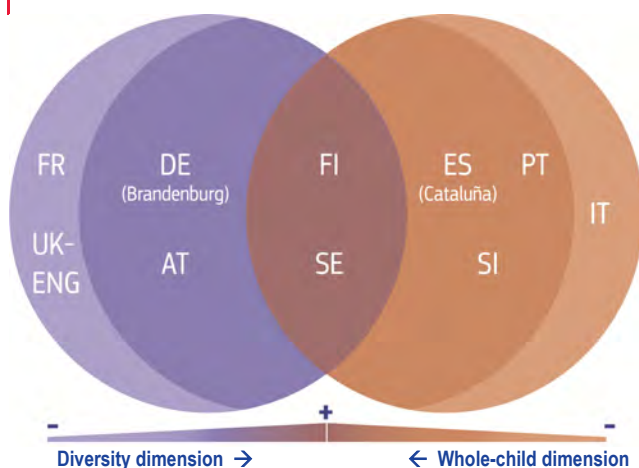 FR DE FI ES PT
(Brandenburg) (Cataluña)
IT
UK-
ENG
AT SE SI
- + -
Diversity dimension → ← Whole-child dimension